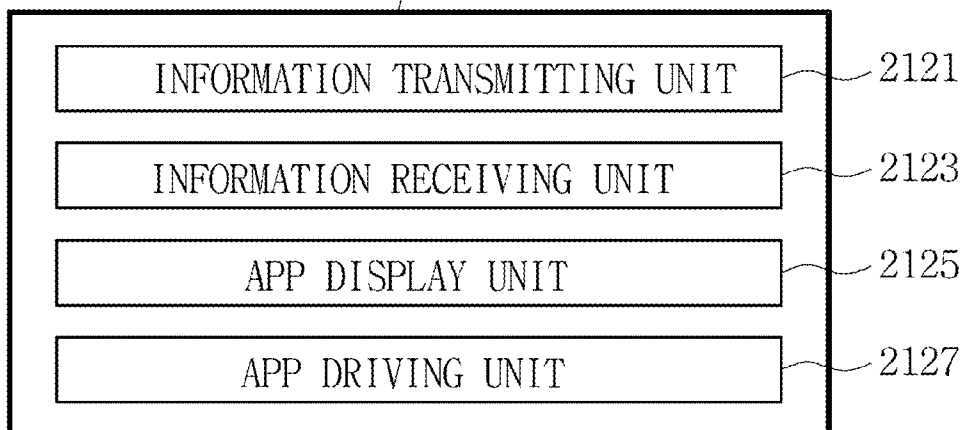 INFORMATION TRANSMITTING UNIT 2121
INFORMATION RECEIVING UNIT 2123
APP DISPLAY UNIT 2125
APP DRIVING UNIT 2127